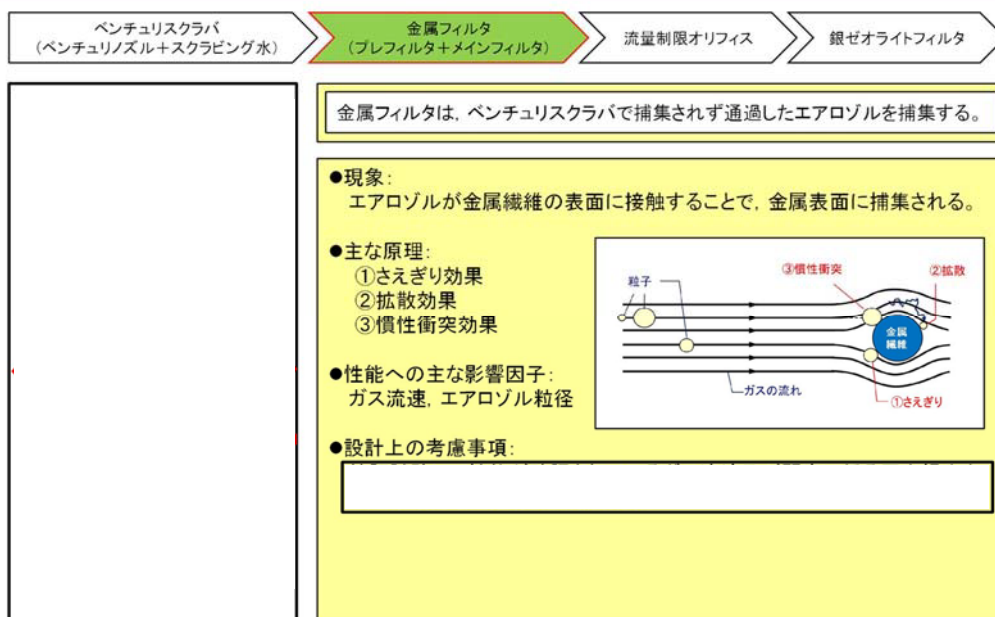 ベンチュリスクラバ
(ベンチュリノズル+スクラビング水)
金属フィルタ
(プレフィルタ+メインフィルタ)
流量制限オリフィス
銀ゼオライトフィルタ
金属フィルタは，ベンチュリスクラバで捕集されず通過したエアロゾルを捕集する。
●現象：
エアロゾルが金属繊維の表面に接触することで，金属表面に捕集される。
●主な原理：
①さえぎり効果
②拡散効果
③慣性衝突効果
●性能への主な影響因子：
ガス流速，エアロゾル粒径
粒子
③慣性衝突
②拡散
金属
繊維
ガスの流れ
①さえぎり
●設計上の考慮事項：